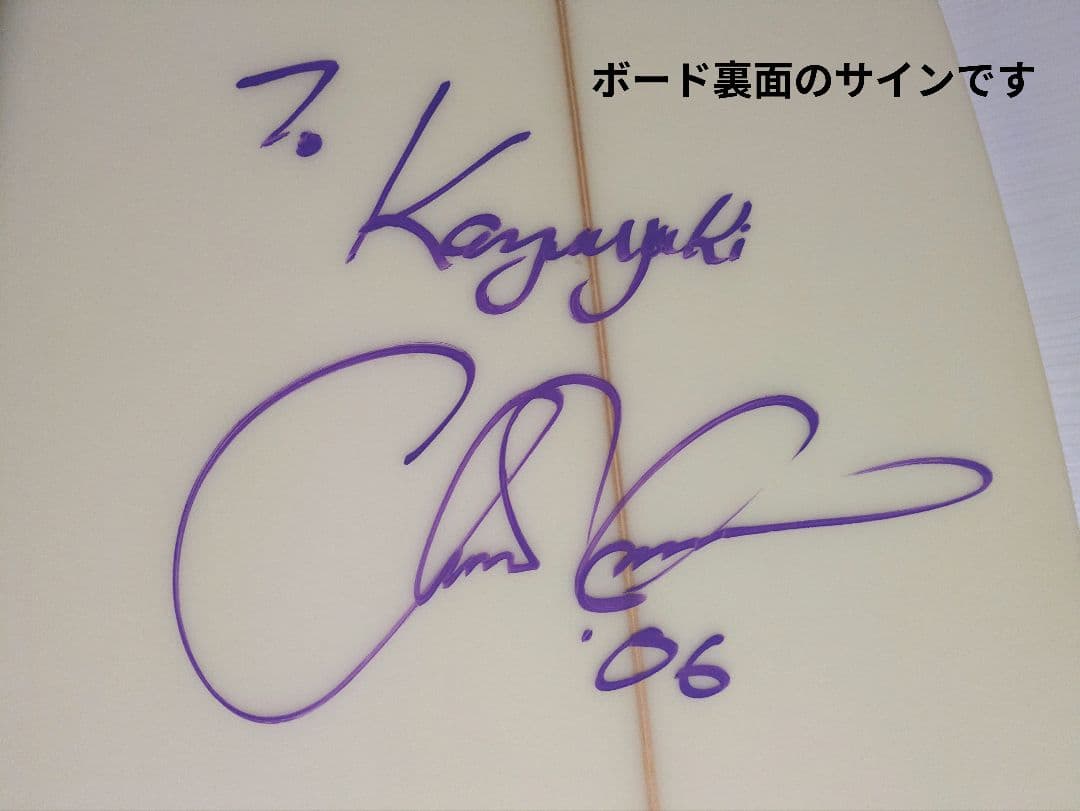 ボード裏面のサインです
To Kazuyuki
'06